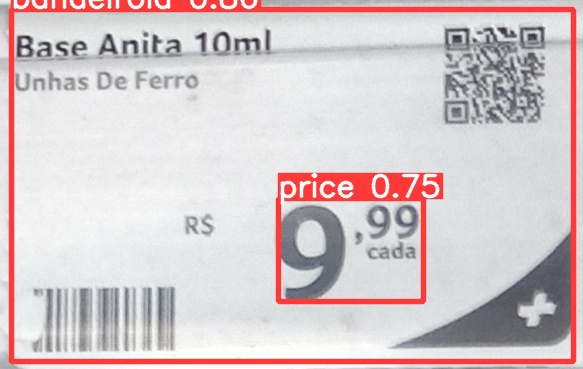 bandeirola 0.86
Base Anita 10ml
Unhas De Ferro
price 0.75
R$ 9,99
cada